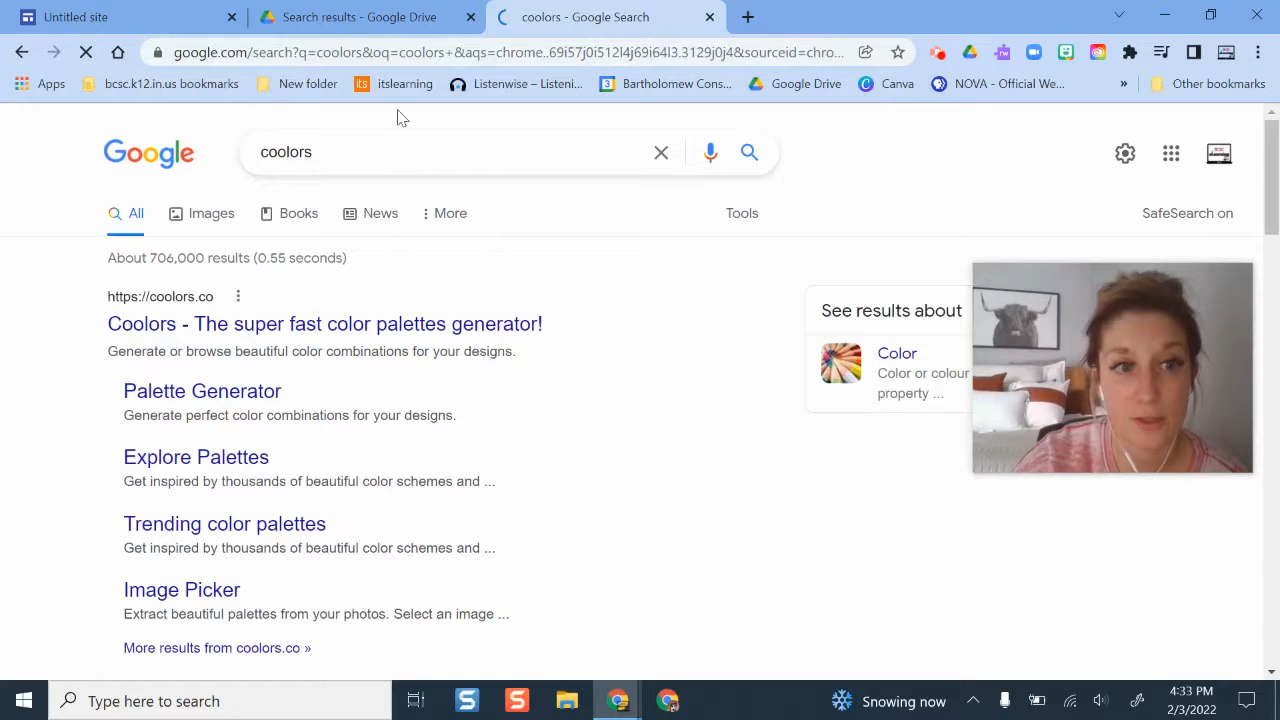 Untitled site
Search results - Google Drive
coolors - Google Search
google.com/search?q=coolors&oq=coolors+&aqs=chrome..69i57j0i512l4j69i64l3.3129j0j4&sourceid=chro...
Apps
bcsc.k12.in.us bookmarks
New folder
its
itslearning
Listenwise – Listeni...
Bartholomew Cons...
Google Drive
Canva
NOVA - Official We...
»
Other bookmarks
Google
coolors
All
Images
Books
News
More
Tools
SafeSearch on
About 706,000 results (0.55 seconds)
https://coolors.co
Coolors - The super fast color palettes generator!
Generate or browse beautiful color combinations for your designs.
Palette Generator
Generate perfect color combinations for your designs.
Explore Palettes
Get inspired by thousands of beautiful color schemes and ...
Trending color palettes
Get inspired by thousands of beautiful color schemes and ...
Image Picker
Extract beautiful palettes from your photos. Select an image ...
More results from coolors.co »
See results about
Color
Color or colour
property ...
Type here to search
Snowing now
4:33 PM
2/3/2022